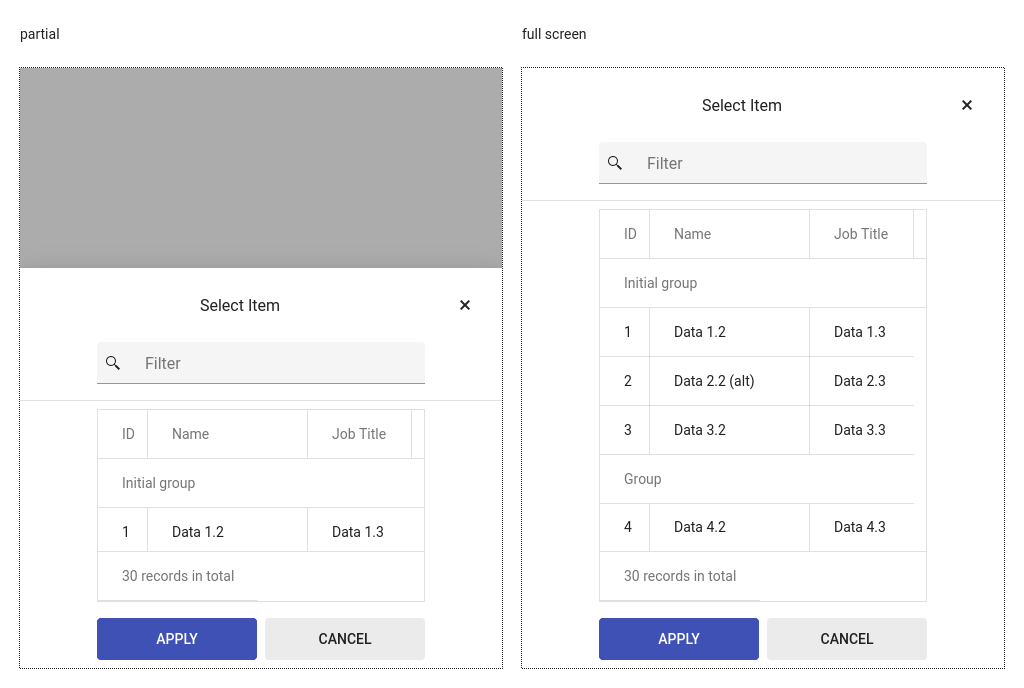 partial
Select Item
Filter
ID Name Job Title
Initial group
1 Data 1.2 Data 1.3
30 records in total
APPLY CANCEL
full screen
Select Item
Filter
ID Name Job Title
Initial group
1 Data 1.2 Data 1.3
2 Data 2.2 (alt) Data 2.3
3 Data 3.2 Data 3.3
Group
4 Data 4.2 Data 4.3
30 records in total
APPLY CANCEL